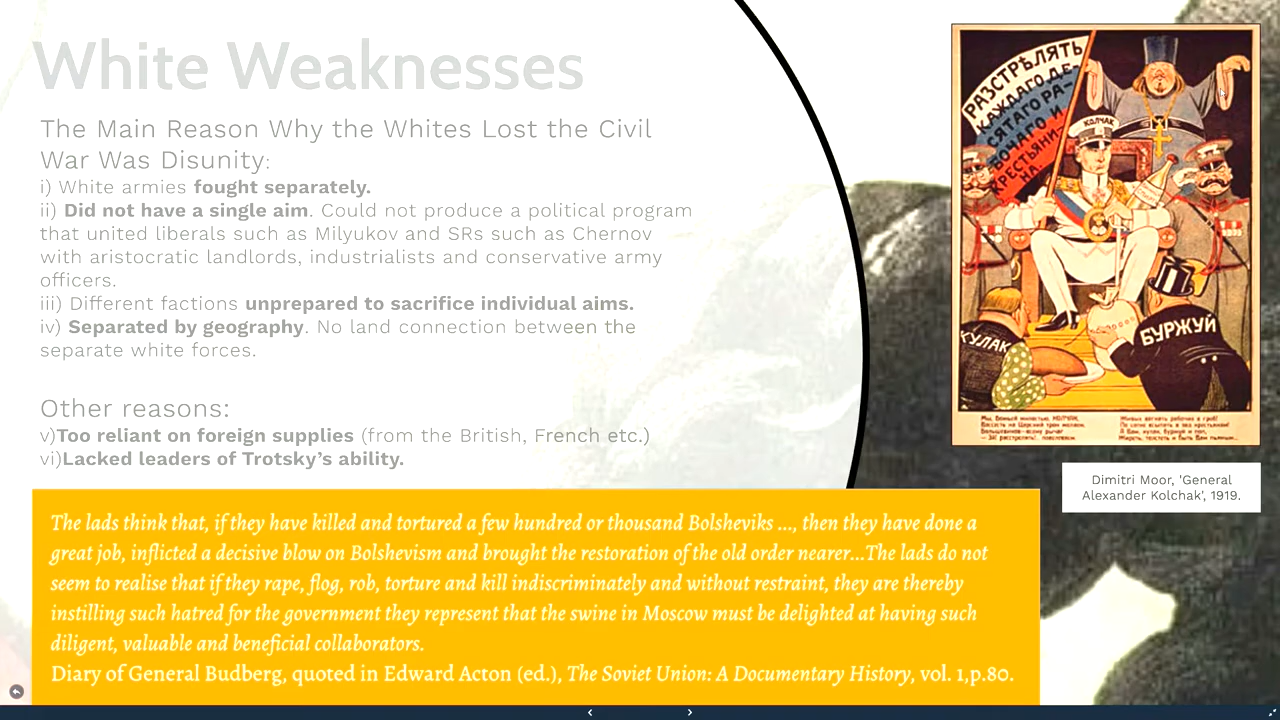 White Weaknesses
The Main Reason Why the Whites Lost the Civil
War Was Disunity:
i) White armies fought separately.
ii) Did not have a single aim. Could not produce a political program
that united liberals such as Milyukov and SRs such as Chernov
with aristocratic landlords, industrialists and conservative army
officers.
iii) Different factions unprepared to sacrifice individual aims.
iv) Separated by geography. No land connection between the
separate white forces.
Other reasons:
v)Too reliant on foreign supplies (from the British, French etc.)
vi)Lacked leaders of Trotsky's ability.
The lads think that, if they have killed and tortured a few hundred or thousand Bolsheviks ..., then they have done a
great job, inflicted a decisive blow on Bolshevism and brought the restoration of the old order nearer...The lads do not
seem to realise that if they rape, flog, rob, torture and kill indiscriminately and without restraint, they are thereby
instilling such hatred for the government they represent that the swine in Moscow must be delighted at having such
diligent, valuable and beneficial collaborators.
Diary of General Budberg, quoted in Edward Acton (ed.), The Soviet Union: A Documentary History, vol. 1,p.80.
РАЗСТРѢЛЯТЬ
КАЖДАГО ДЕ-
СЯТАГО РА-
БОЧАГО И
КРЕСТЬЯНИ-
НА.
КОЛЧАК
КУЛАК
БУРЖУЙ
Dimitri Moor, 'General
Alexander Kolchak', 1919.